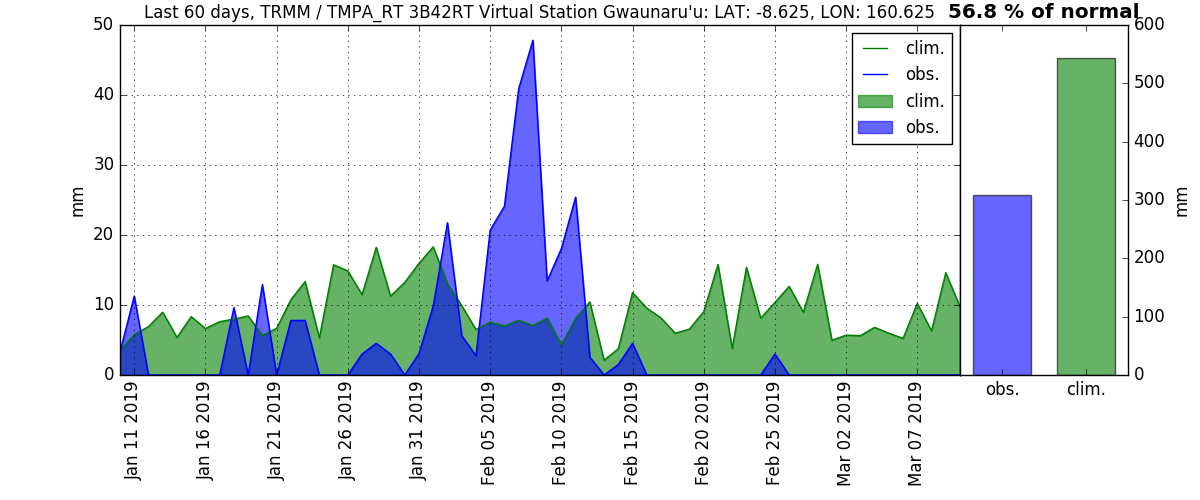 Last 60 days, TRMM / TMPA_RT 3B42RT Virtual Station Gwaunaru'u: LAT: -8.625, LON: 160.625
56.8 % of normal
50
40
30
20
10
0
mm
clim.
obs.
clim.
obs.
600
500
400
300
200
100
0
mm
obs.
clim.
Jan 11 2019
Jan 16 2019
Jan 21 2019
Jan 26 2019
Jan 31 2019
Feb 05 2019
Feb 10 2019
Feb 15 2019
Feb 20 2019
Feb 25 2019
Mar 02 2019
Mar 07 2019